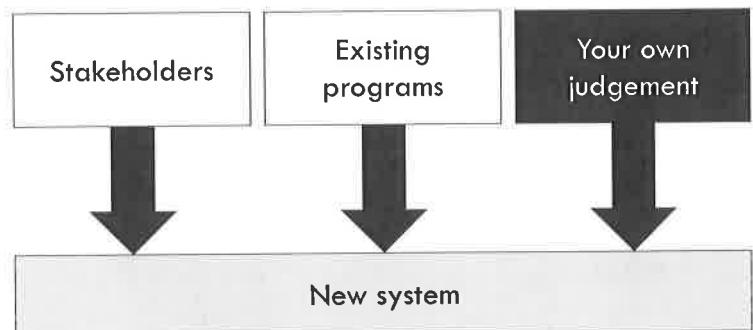 Stakeholders
Existing
programs
Your own
judgement
New system